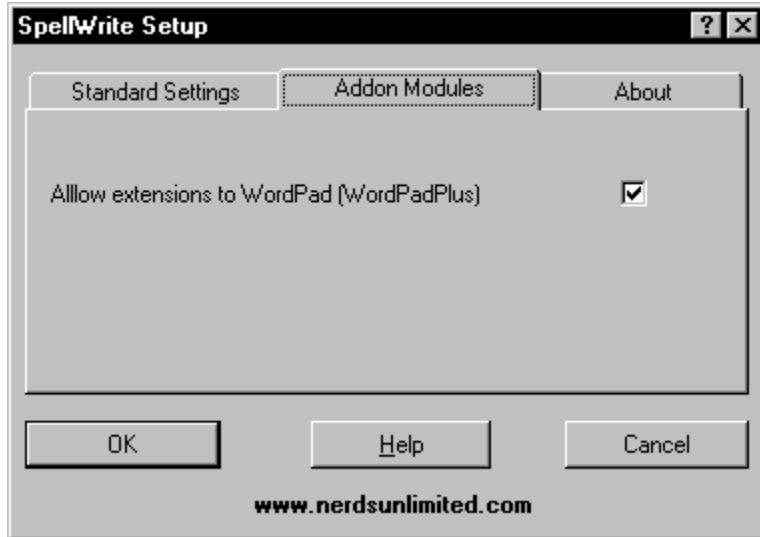 SpellWrite Setup
Standard Settings
Addon Modules
About
Alllow extensions to WordPad (WordPadPlus)
OK
Help
Cancel
www.nerdsunlimited.com